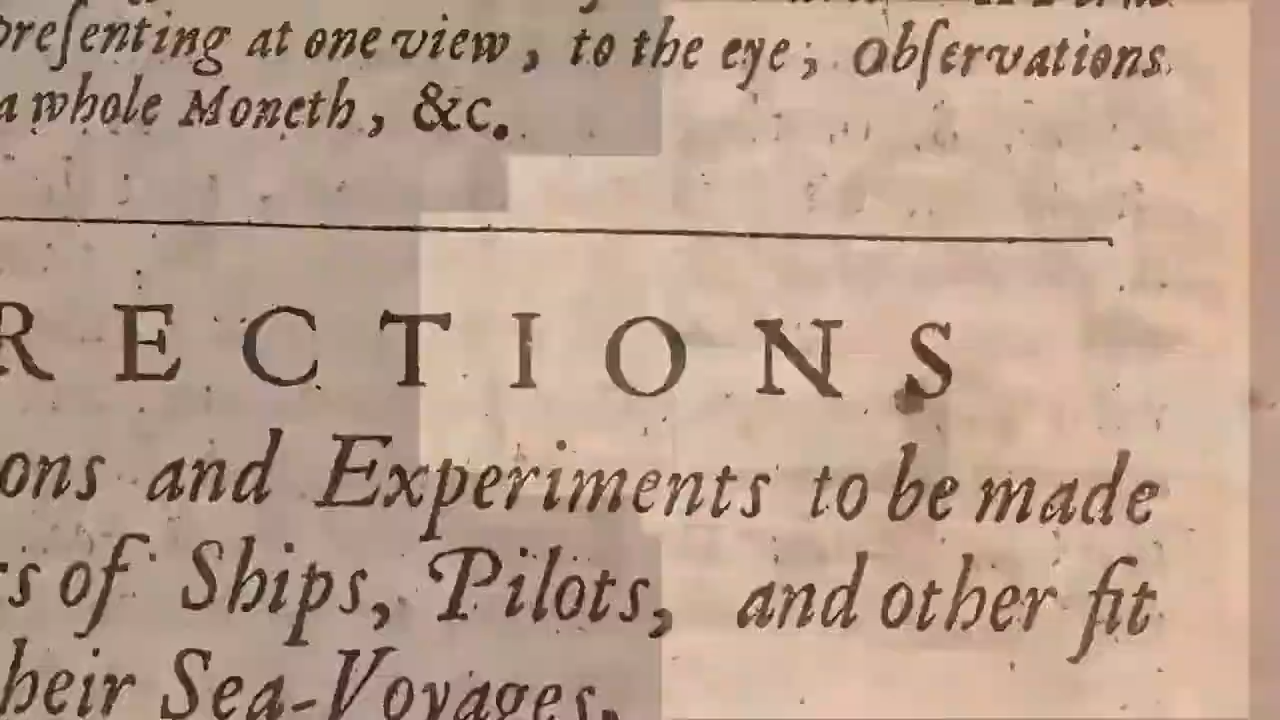 preſenting at one view, to the eye; obſervations
a whole Moneth, &c.
RECTIONS
ons and Experiments to be made
rs of Ships, Pilots, and other fit
heir Sea-Voyages.